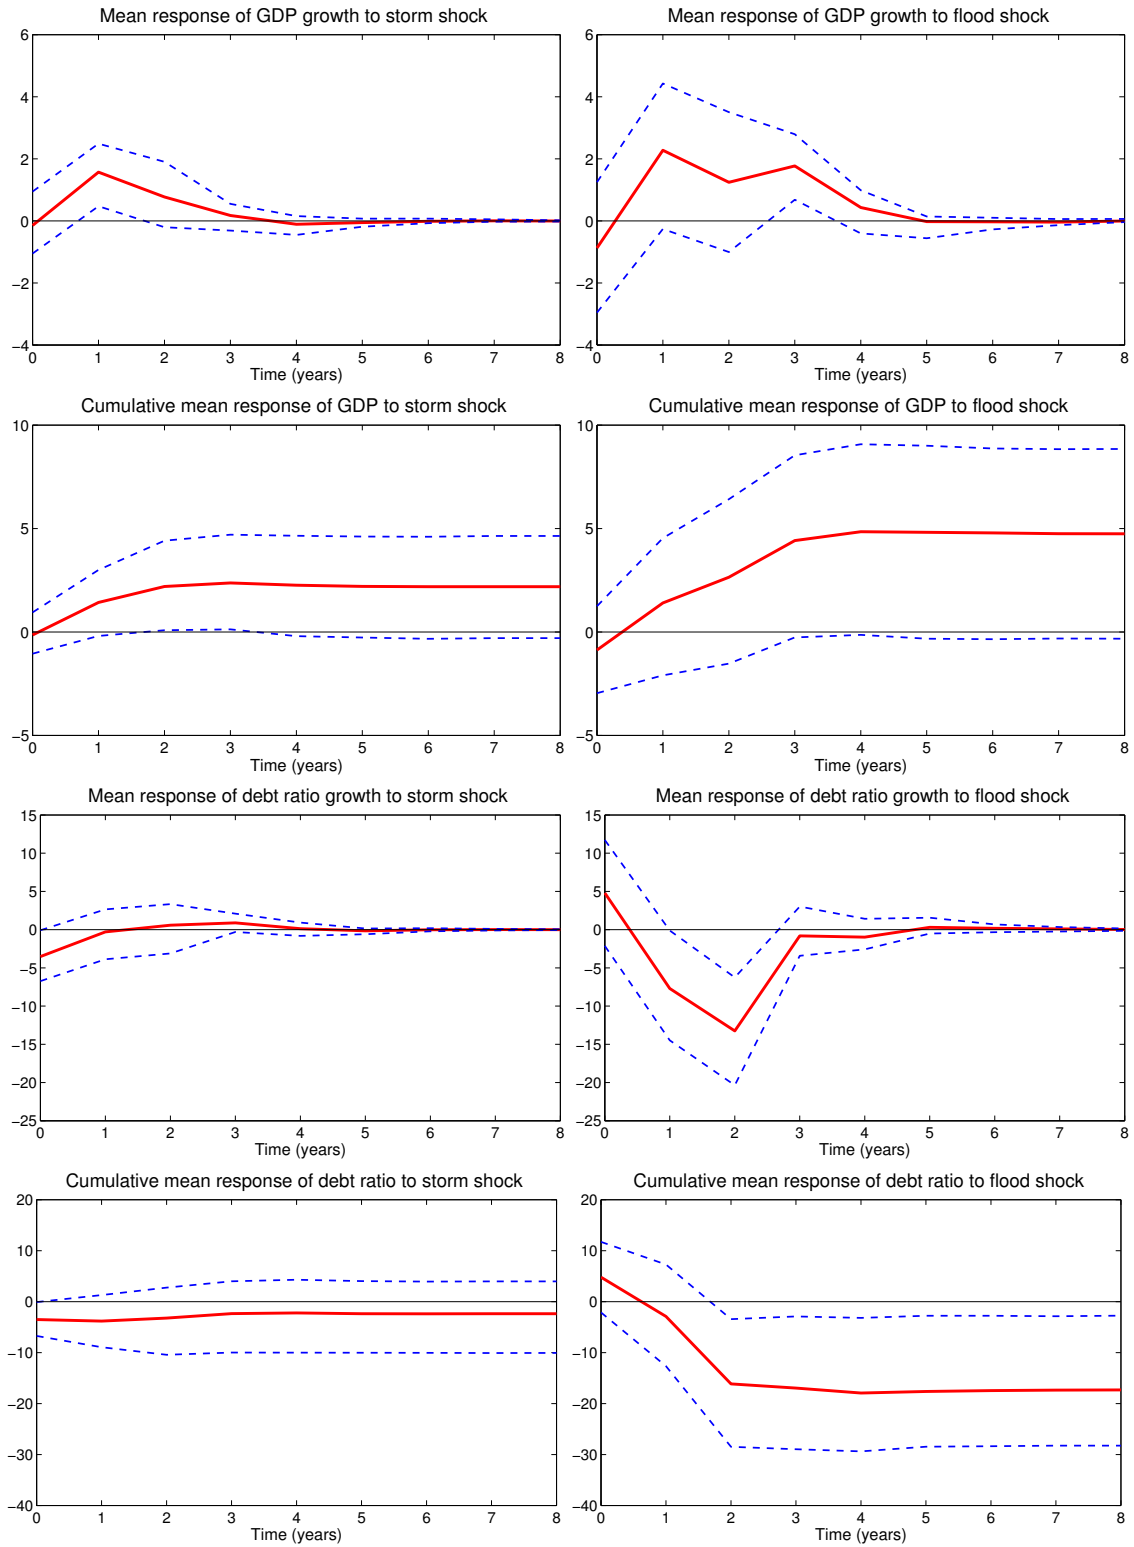 Mean response of GDP growth to storm shock
6
4
2
0
−2
−4
0 1 2 3 4 5 6 7 8
Time (years)
Mean response of GDP growth to flood shock
6
4
2
0
−2
−4
0 1 2 3 4 5 6 7 8
Time (years)
Cumulative mean response of GDP to storm shock
10
5
0
−5
0 1 2 3 4 5 6 7 8
Time (years)
Cumulative mean response of GDP to flood shock
10
5
0
−5
0 1 2 3 4 5 6 7 8
Time (years)
Mean response of debt ratio growth to storm shock
15
10
5
0
−5
−10
−15
−20
−25
0 1 2 3 4 5 6 7 8
Time (years)
Mean response of debt ratio growth to flood shock
15
10
5
0
−5
−10
−15
−20
−25
0 1 2 3 4 5 6 7 8
Time (years)
Cumulative mean response of debt ratio to storm shock
20
10
0
−10
−20
−30
−40
0 1 2 3 4 5 6 7 8
Time (years)
Cumulative mean response of debt ratio to flood shock
20
10
0
−10
−20
−30
−40
0 1 2 3 4 5 6 7 8
Time (years)